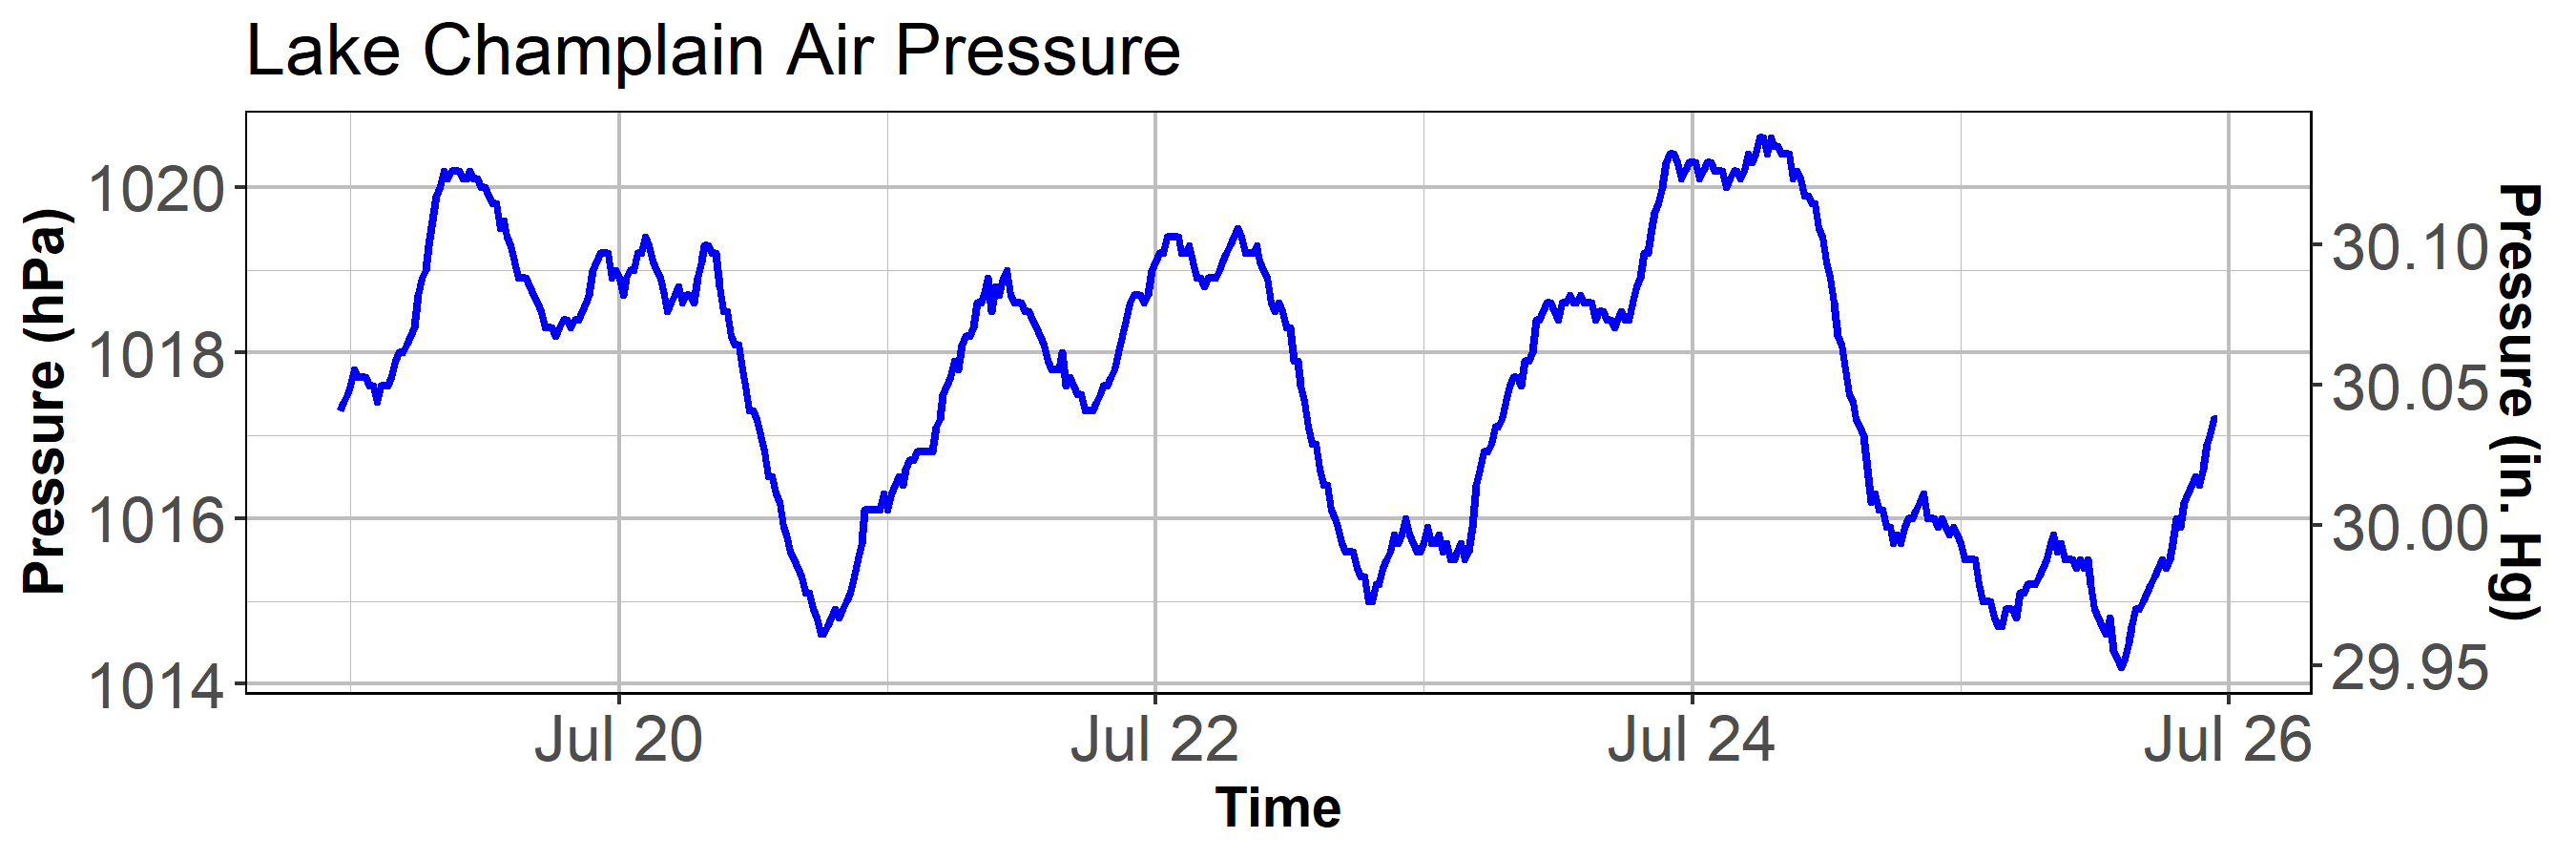 Lake Champlain Air Pressure
Pressure (hPa)
1020
1018
1016
1014
30.10
30.05
30.00
29.95
Pressure (in. Hg)
Jul 20
Jul 22
Jul 24
Jul 26
Time